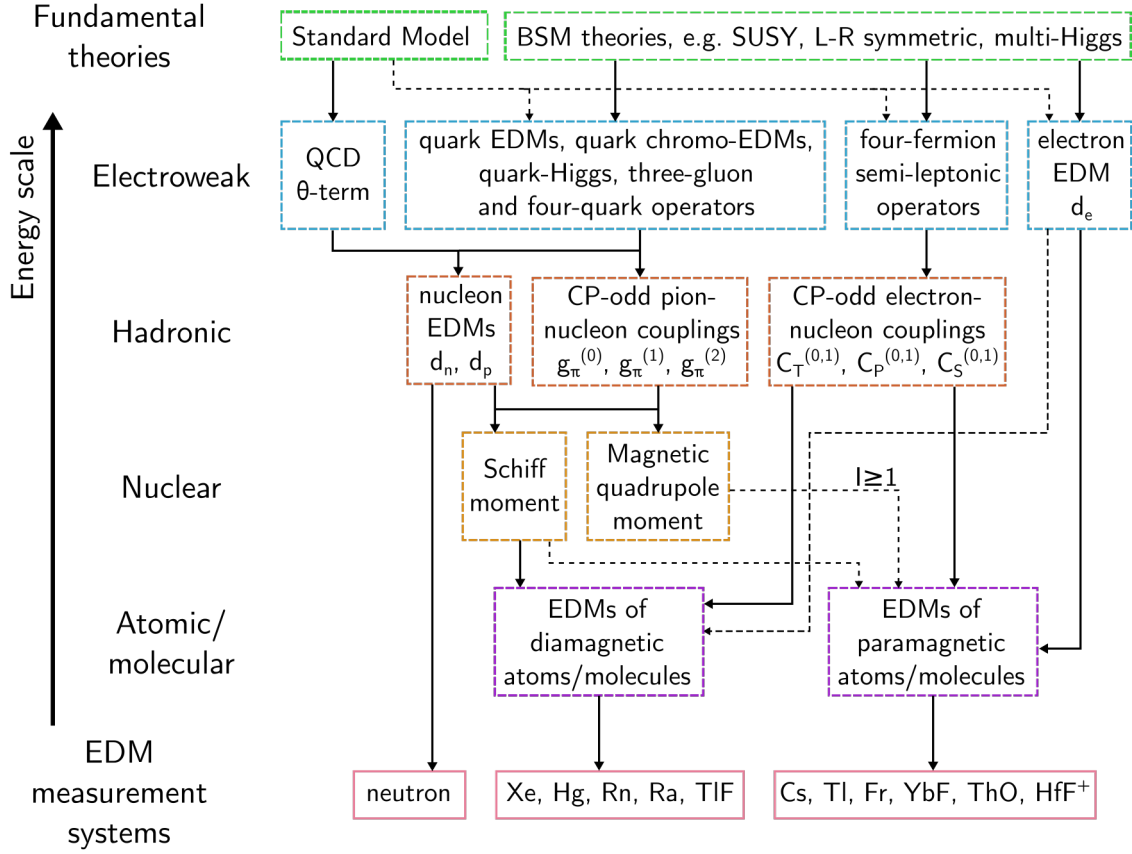 Fundamental
theories
Standard Model
BSM theories, e.g. SUSY, L-R symmetric, multi-Higgs
Energy scale
Electroweak
QCD
θ-term
quark EDMs, quark chromo-EDMs,
quark-Higgs, three-gluon
and four-quark operators
four-fermion
semi-leptonic
operators
electron
EDM
dₑ
Hadronic
nucleon
EDMs
dₙ, dₚ
CP-odd pion-
nucleon couplings
g_π⁽⁰⁾, g_π⁽¹⁾, g_π⁽²⁾
CP-odd electron-
nucleon couplings
C_T⁽⁰,¹⁾, C_P⁽⁰,¹⁾, C_S⁽⁰,¹⁾
Nuclear
Schiff
moment
Magnetic
quadrupole
moment
I≥1
Atomic/
molecular
EDMs of
diamagnetic
atoms/molecules
EDMs of
paramagnetic
atoms/molecules
EDM
measurement
systems
neutron
Xe, Hg, Rn, Ra, TlF
Cs, Tl, Fr, YbF, ThO, HfF⁺